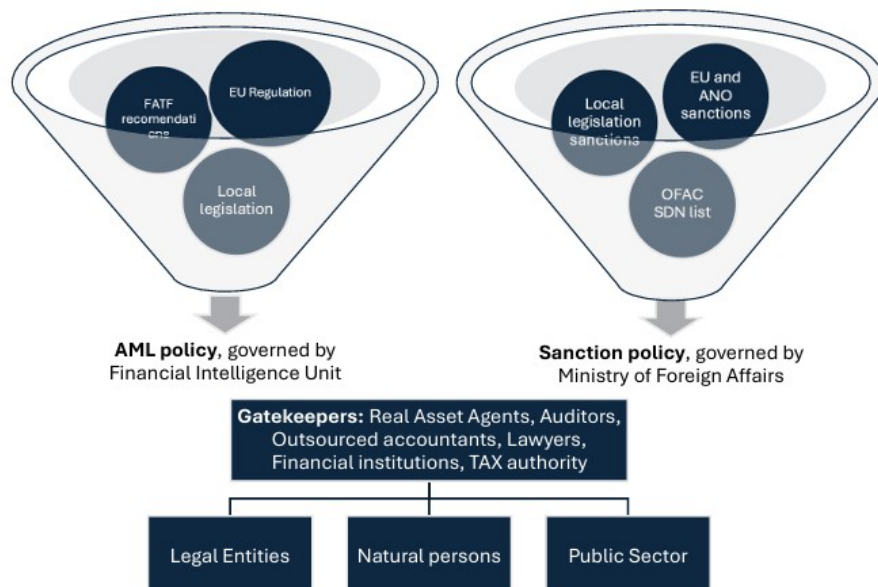 FATF
recomendati
ons
EU Regulation
Local
legislation
Local
legislation
sanctions
EU and
ANO
sanctions
OFAC
SDN list
AML policy, governed by
Financial Intelligence Unit
Sanction policy, governed by
Ministry of Foreign Affairs
Gatekeepers: Real Asset Agents, Auditors,
Outsourced accountants, Lawyers,
Financial institutions, TAX authority
Legal Entities
Natural persons
Public Sector